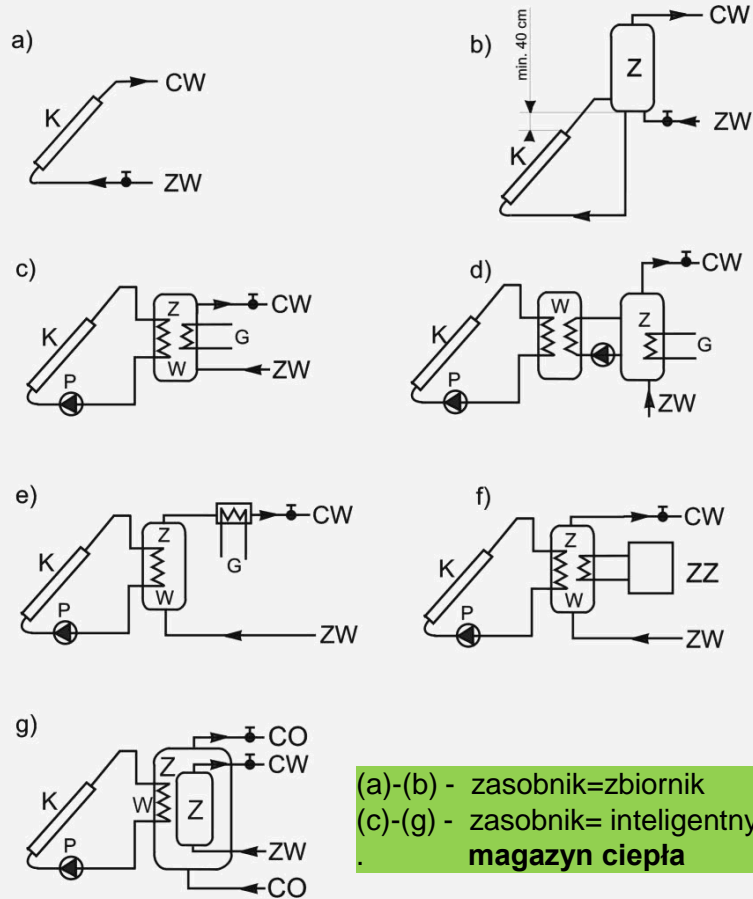 a)
CW
K
ZW
b)
min. 40 cm
CW
Z
ZW
K
c)
Z
CW
K
G
P
W
ZW
d)
CW
W
K
Z
G
P
ZW
e)
Z
CW
K
G
P
W
ZW
f)
Z
CW
K
ZZ
P
W
ZW
g)
CO
Z
CW
K
W
Z
P
ZW
CO
(a)-(b) - zasobnik=zbiornik
(c)-(g) - zasobnik= inteligentny
. magazyn ciepła